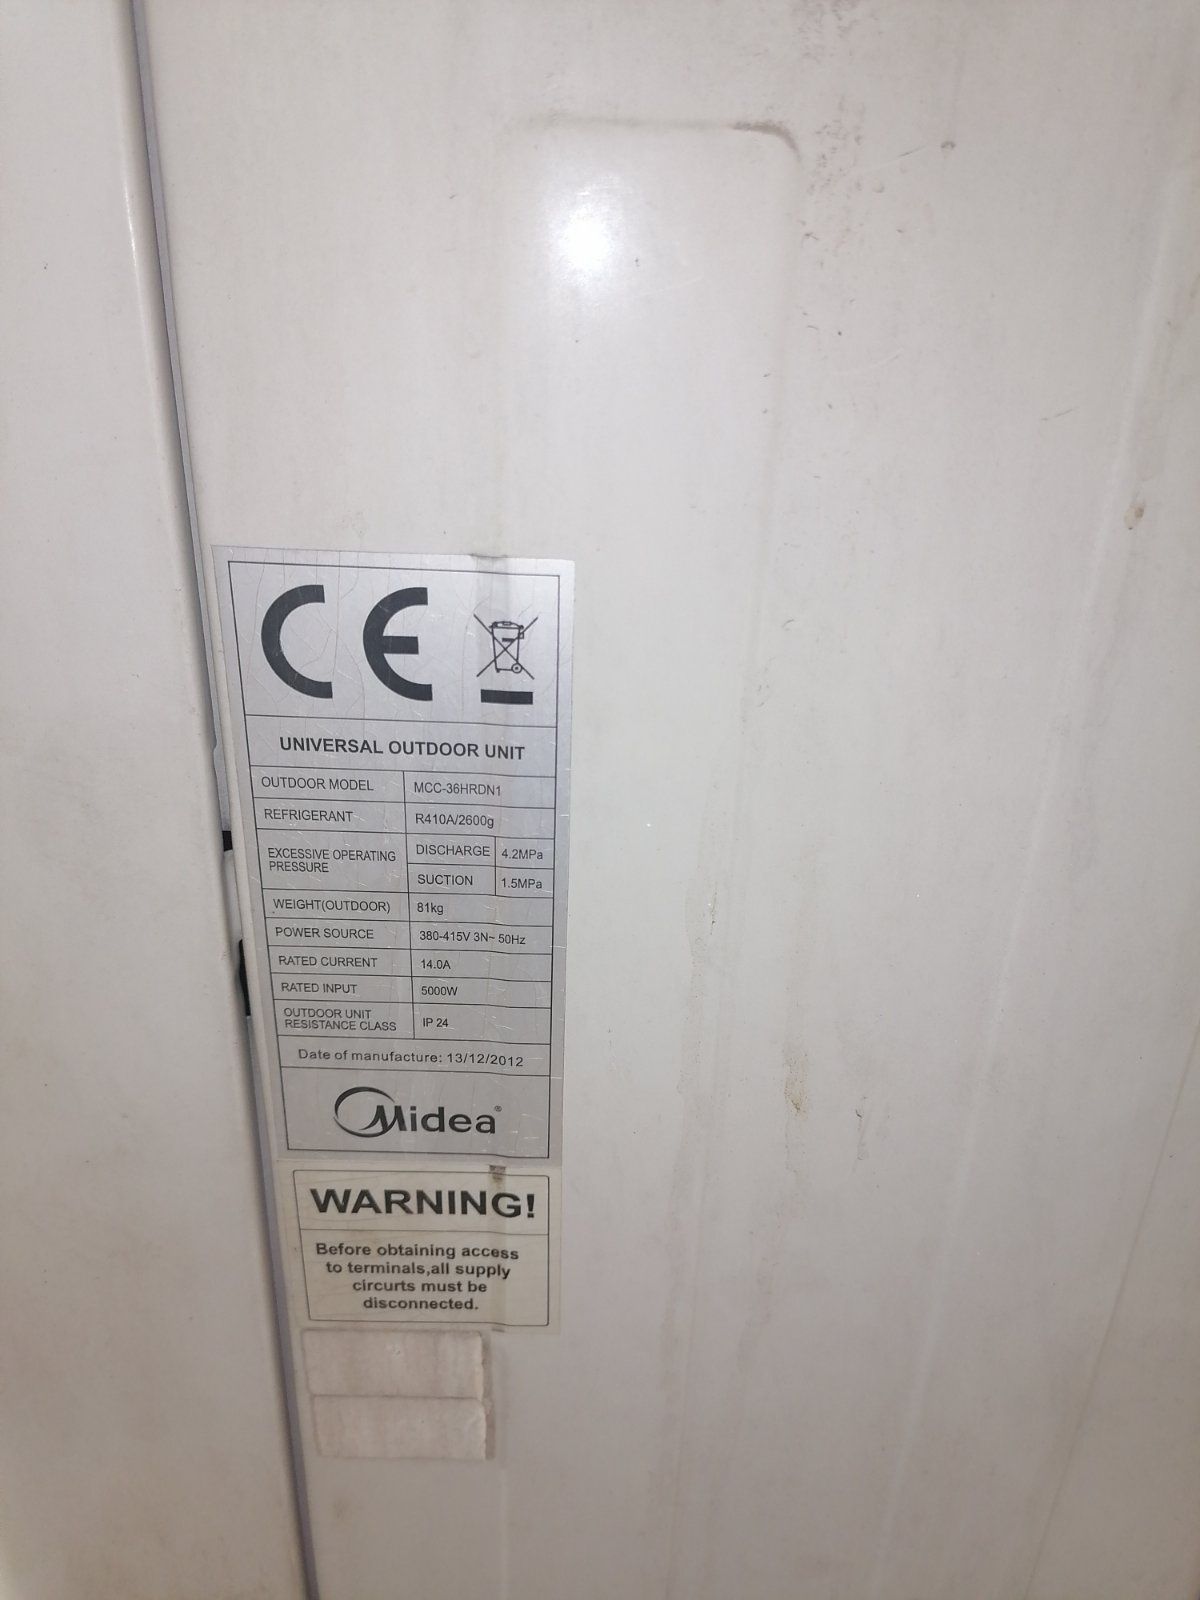 CE
UNIVERSAL OUTDOOR UNIT
OUTDOOR MODEL MCC-36HRDN1
REFRIGERANT R410A/2600g
EXCESSIVE OPERATING PRESSURE DISCHARGE 4.2MPa
SUCTION 1.5MPa
WEIGHT(OUTDOOR) 81kg
POWER SOURCE 380-415V 3N~ 50Hz
RATED CURRENT 14.0A
RATED INPUT 5000W
OUTDOOR UNIT
RESISTANCE CLASS IP 24
Date of manufacture: 13/12/2012
Midea®
WARNING!
Before obtaining access
to terminals,all supply
circurts must be
disconnected.